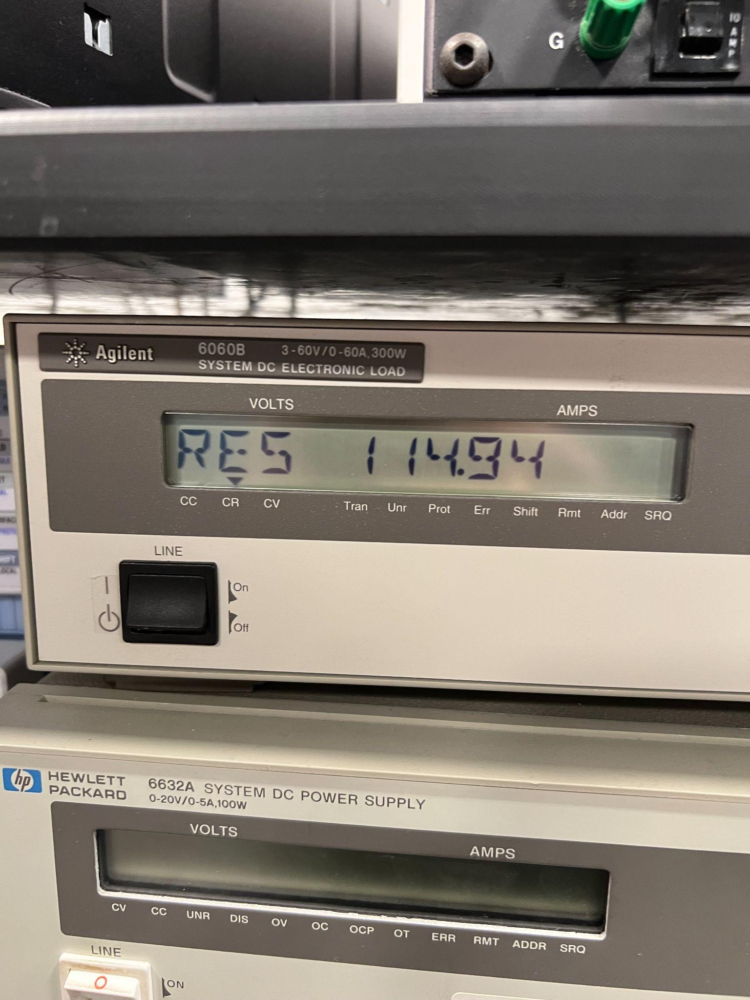 G
10
AMP
Agilent 6060B 3-60V/0-60A,300W
SYSTEM DC ELECTRONIC LOAD
VOLTS AMPS
RES 114.94
CC CR CV Tran Unr Prot Err Shift Rmt Addr SRQ
LINE
On
Off
hp HEWLETT PACKARD 6632A SYSTEM DC POWER SUPPLY
0-20V/0-5A,100W
VOLTS AMPS
CV CC UNR DIS OV OC OCP OT ERR RMT ADDR SRQ
LINE
ON